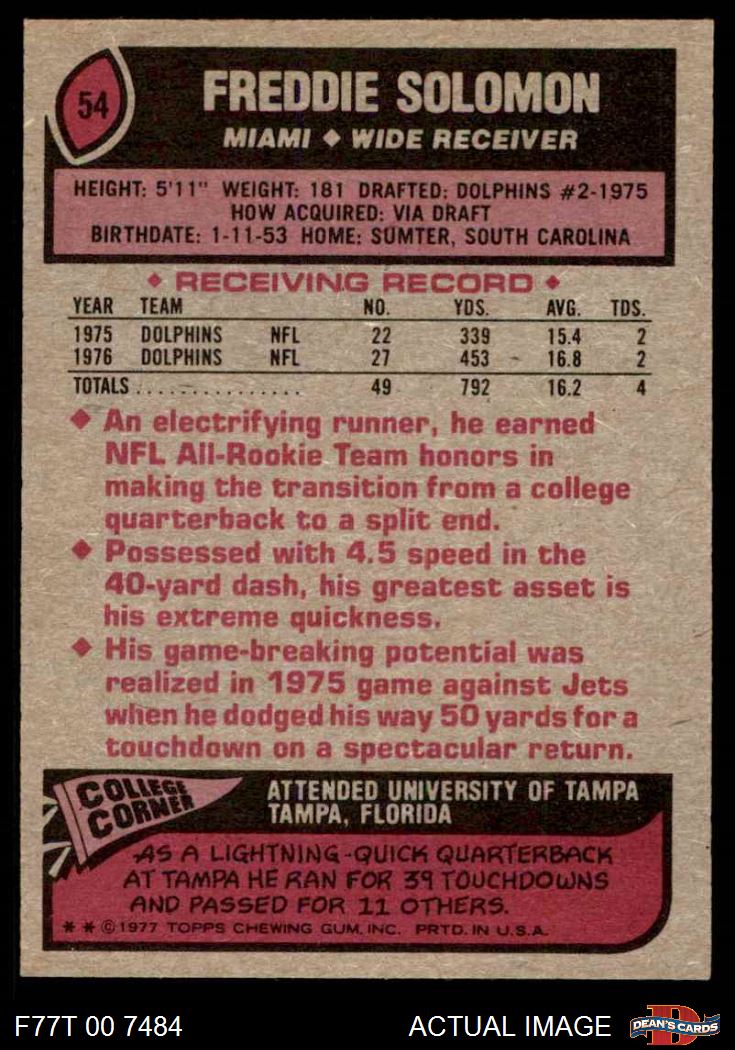 54
FREDDIE SOLOMON
MIAMI ◆ WIDE RECEIVER
HEIGHT: 5'11" WEIGHT: 181 DRAFTED: DOLPHINS #2-1975
HOW ACQUIRED: VIA DRAFT
BIRTHDATE: 1-11-53 HOME: SUMTER, SOUTH CAROLINA
◆ RECEIVING RECORD ◆
YEAR TEAM NO. YDS. AVG. TDS.
1975 DOLPHINS NFL 22 339 15.4 2
1976 DOLPHINS NFL 27 453 16.8 2
TOTALS................ 49 792 16.2 4
◆ An electrifying runner, he earned
NFL All-Rookie Team honors in
making the transition from a college
quarterback to a split end.
◆ Possessed with 4.5 speed in the
40-yard dash, his greatest asset is
his extreme quickness.
◆ His game-breaking potential was
realized in 1975 game against Jets
when he dodged his way 50 yards for a
touchdown on a spectacular return.
COLLEGE
CORNER
ATTENDED UNIVERSITY OF TAMPA
TAMPA, FLORIDA
AS A LIGHTNING-QUICK QUARTERBACK
AT TAMPA HE RAN FOR 39 TOUCHDOWNS
AND PASSED FOR 11 OTHERS.
* * © 1977 TOPPS CHEWING GUM, INC. PRTD. IN U.S.A.
F77T 00 7484
ACTUAL IMAGE
D
DEAN'S CARDS